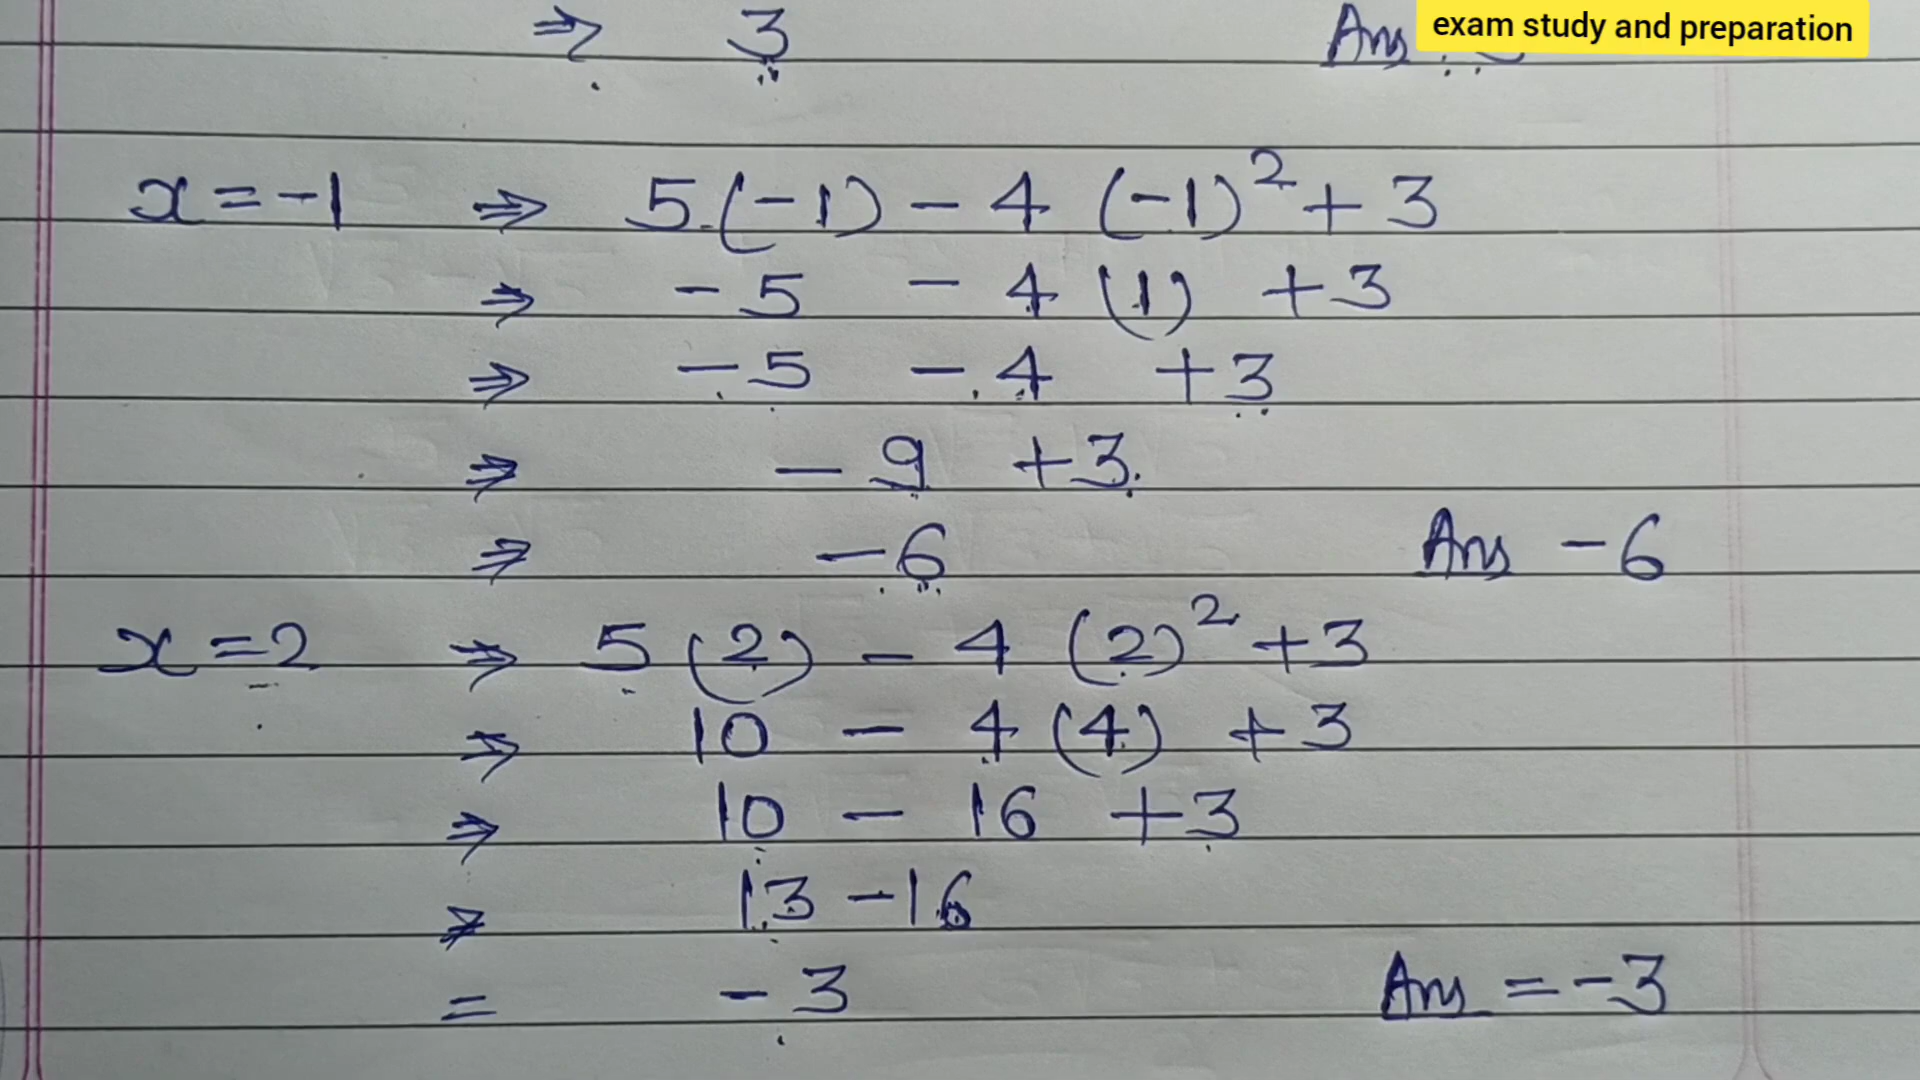 ⇒ 3 Ans exam study and preparation
x = -1 ⇒ 5(-1) - 4 (-1)² + 3
⇒ - 5 - 4 (1) + 3
⇒ - 5 - 4 + 3
⇒ - 9 + 3
⇒ - 6 Ans - 6
x = 2 ⇒ 5 (2) - 4 (2)² + 3
⇒ 10 - 4 (4) + 3
⇒ 10 - 16 + 3
⇒ 13 - 16
= - 3 Ans = - 3